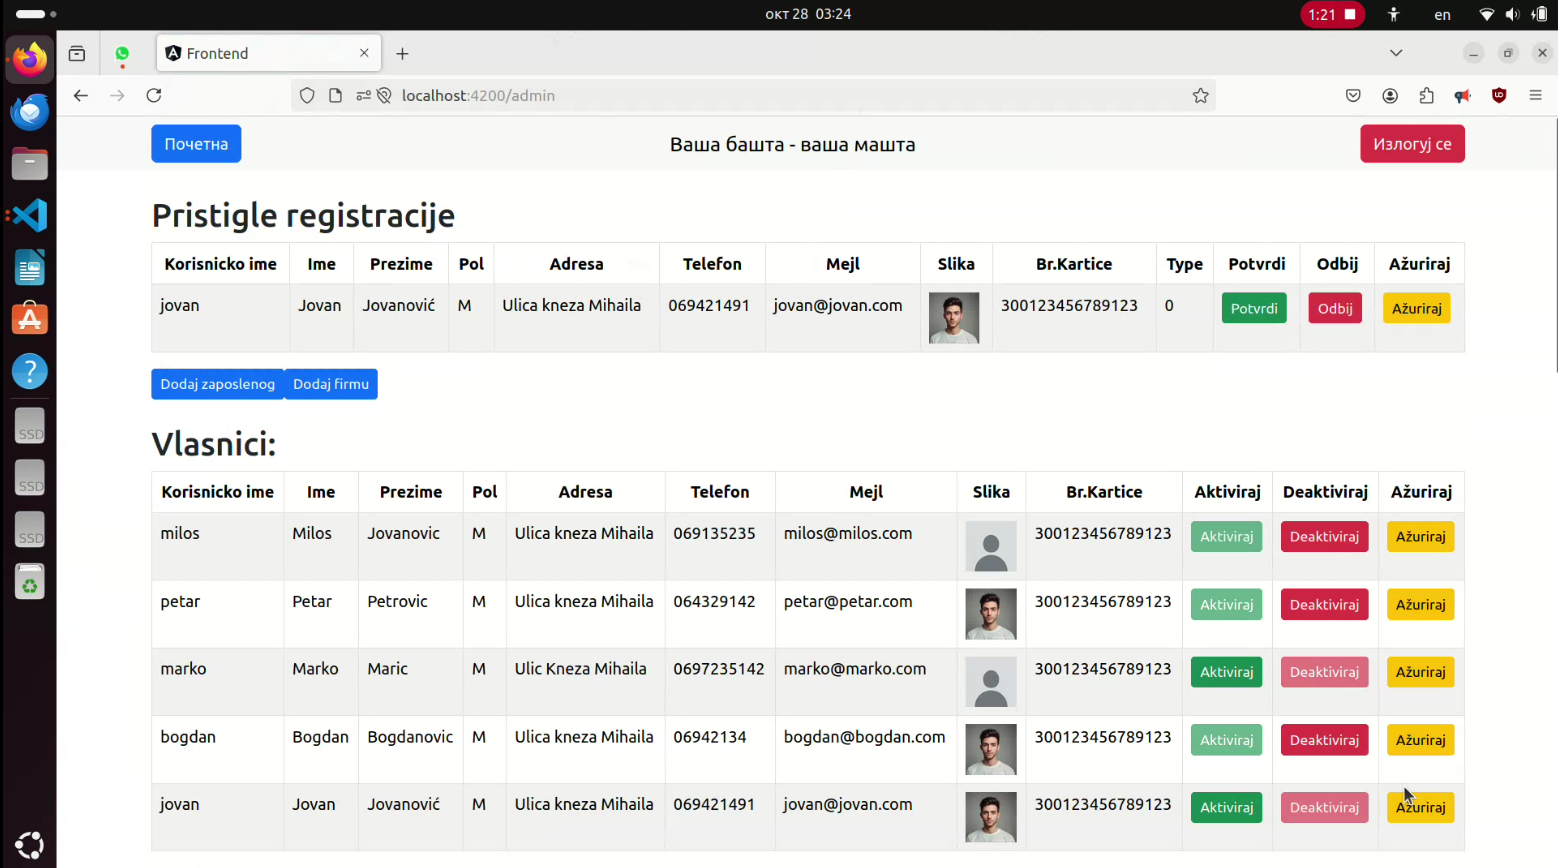 окт 28 03:24
1:21
en
Frontend
localhost:4200/admin
Почетна
Ваша башта - ваша машта
Излогуј се
Pristigle registracije
Korisnicko ime Ime Prezime Pol Adresa Telefon Mejl Slika Br.Kartice Type Potvrdi Odbij Ažuriraj
jovan Jovan Jovanović M Ulica kneza Mihaila 069421491 jovan@jovan.com 300123456789123 0 Potvrdi Odbij Ažuriraj
Dodaj zaposlenog Dodaj firmu
Vlasnici:
Korisnicko ime Ime Prezime Pol Adresa Telefon Mejl Slika Br.Kartice Aktiviraj Deaktiviraj Ažuriraj
milos Milos Jovanovic M Ulica kneza Mihaila 069135235 milos@milos.com 300123456789123 Aktiviraj Deaktiviraj Ažuriraj
petar Petar Petrovic M Ulica kneza Mihaila 064329142 petar@petar.com 300123456789123 Aktiviraj Deaktiviraj Ažuriraj
marko Marko Maric M Ulic Kneza Mihaila 0697235142 marko@marko.com 300123456789123 Aktiviraj Deaktiviraj Ažuriraj
bogdan Bogdan Bogdanovic M Ulica kneza Mihaila 06942134 bogdan@bogdan.com 300123456789123 Aktiviraj Deaktiviraj Ažuriraj
jovan Jovan Jovanović M Ulica kneza Mihaila 069421491 jovan@jovan.com 300123456789123 Aktiviraj Deaktiviraj Ažuriraj
SSD
SSD
SSD